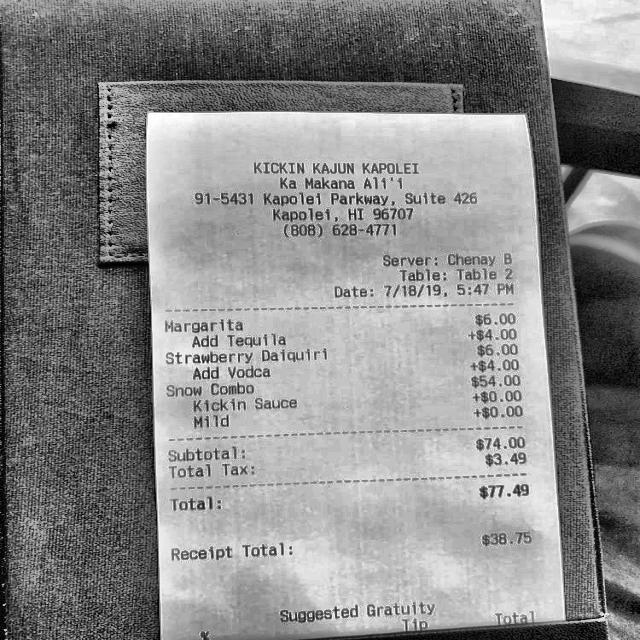 KICKIN KAJUN KAPOLEI
Ka Makana Ali'i
91-5431 Kapolei Parkway, Suite 426
Kapolei, HI 96707
(808) 628-4771
Server: Chenay B
Table: Table 2
Date: 7/18/19, 5:47 PM
Margarita $6.00
Add Tequila +$4.00
Strawberry Daiquiri $6.00
Add Vodca +$4.00
Snow Combo $54.00
Kickin Sauce +$0.00
Mild +$0.00
Subtotal: $74.00
Total Tax: $3.49
Total: $77.49
Receipt Total: $38.75
Suggested Gratuity
% Tip Total